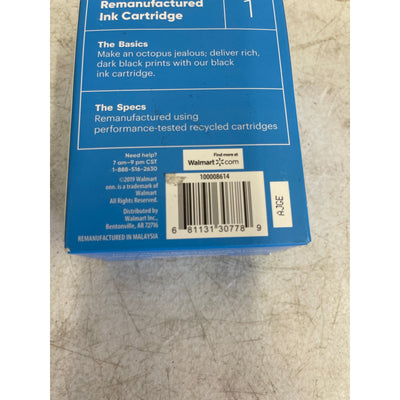 Remanufactured
Ink Cartridge
1
The Basics
Make an octopus jealous; deliver rich,
dark black prints with our black
ink cartridge.
The Specs
Remanufactured using
performance-tested recycled cartridges
Need help?
7 am–9 pm CST
1-888-516-2630
Find more at
Walmart.com
©2019 Walmart
onn. is a trademark of
Walmart
All Rights Reserved.
Distributed by
Walmart Inc.,
Bentonville, AR 72716
REMANUFACTURED IN MALAYSIA
100008614
6 81131 30778 9
AJGE